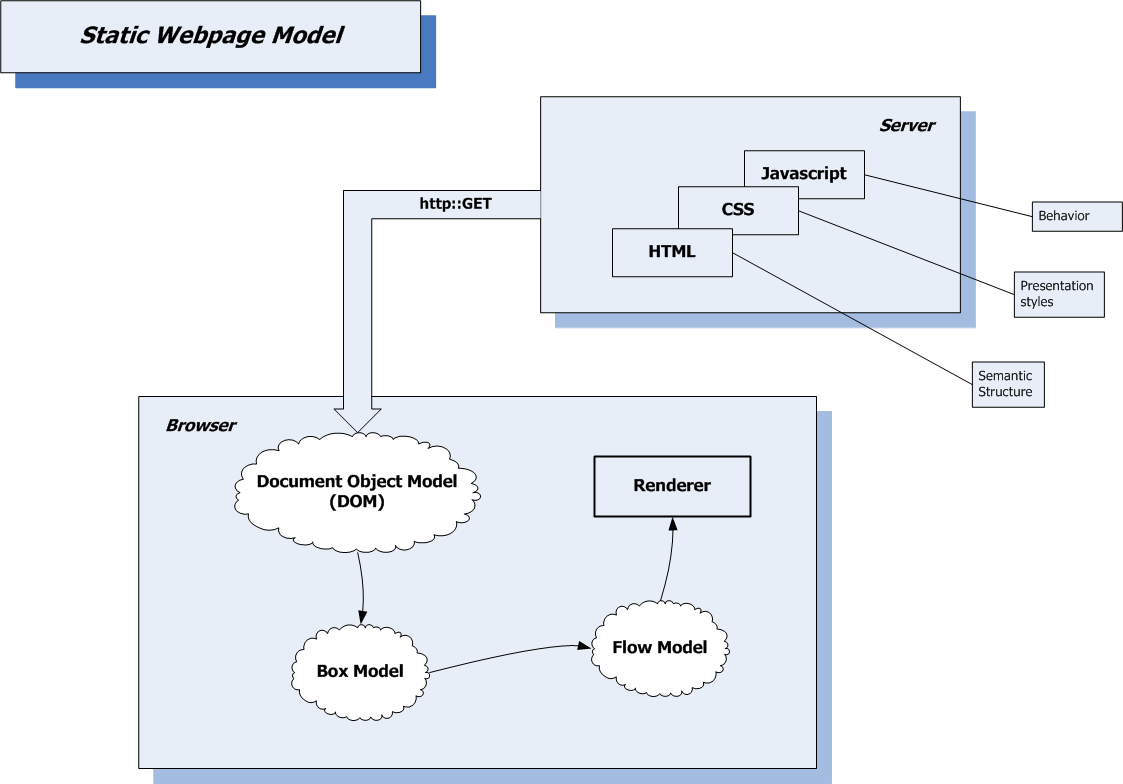 Static Webpage Model
Server
Javascript
CSS
HTML
http::GET
Behavior
Presentation
styles
Semantic
Structure
Browser
Document Object Model
(DOM)
Renderer
Box Model
Flow Model